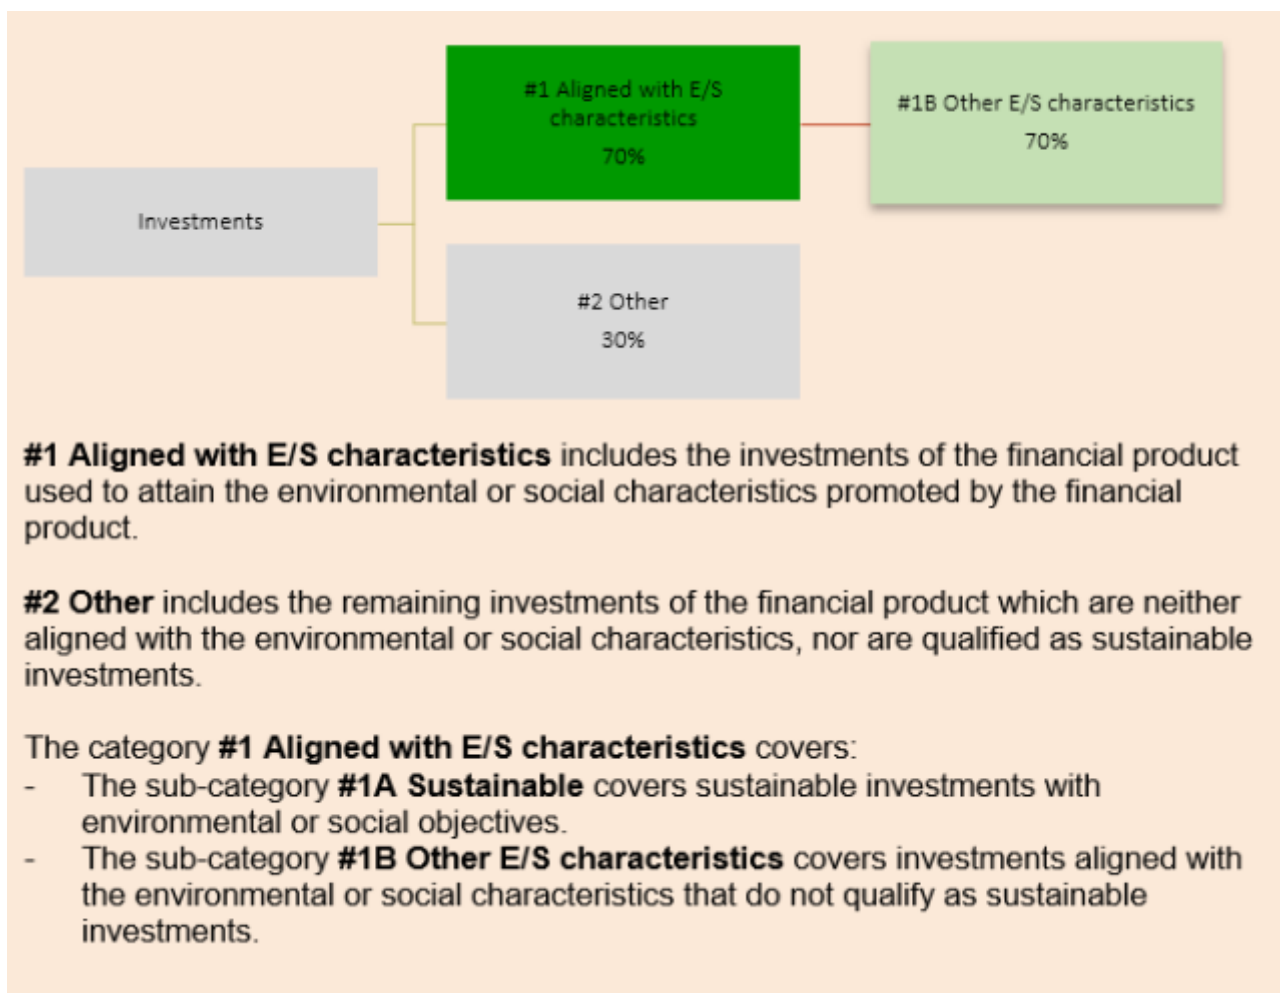 #1 Aligned with E/S
characteristics
70%
#1B Other E/S characteristics
70%
Investments
#2 Other
30%
#1 Aligned with E/S characteristics includes the investments of the financial product
used to attain the environmental or social characteristics promoted by the financial
product.
#2 Other includes the remaining investments of the financial product which are neither
aligned with the environmental or social characteristics, nor are qualified as sustainable
investments.
The category #1 Aligned with E/S characteristics covers:
- The sub-category #1A Sustainable covers sustainable investments with
environmental or social objectives.
- The sub-category #1B Other E/S characteristics covers investments aligned with
the environmental or social characteristics that do not qualify as sustainable
investments.